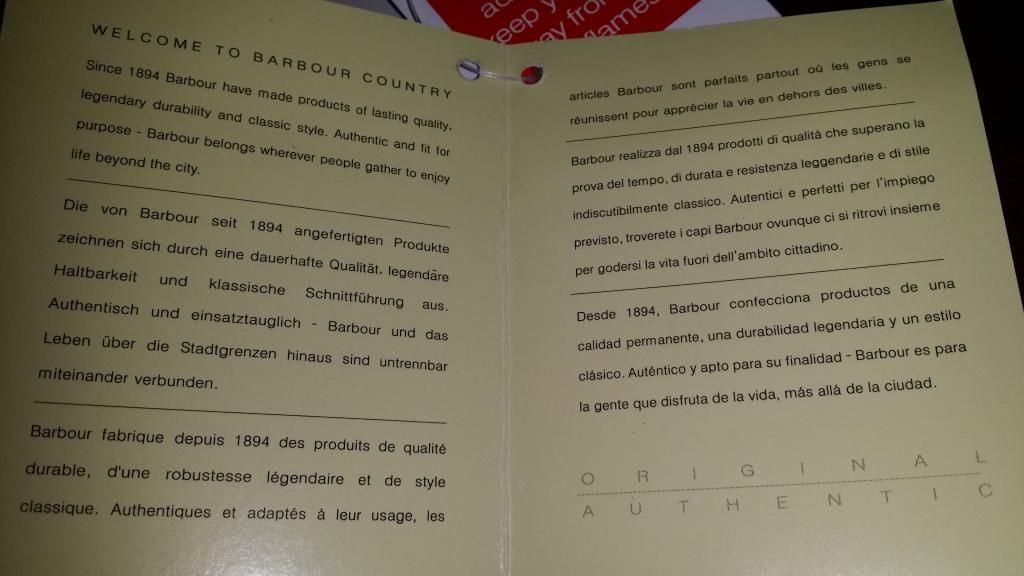 WELCOME TO BARBOUR COUNTRY
Since 1894 Barbour have made products of lasting quality,
legendary durability and classic style. Authentic and fit for
purpose - Barbour belongs wherever people gather to enjoy
life beyond the city.
Die von Barbour seit 1894 angefertigten Produkte
zeichnen sich durch eine dauerhafte Qualität, legendäre
Haltbarkeit und klassische Schnittführung aus.
Authentisch und einsatztauglich - Barbour und das
Leben über die Stadtgrenzen hinaus sind untrennbar
miteinander verbunden.
Barbour fabrique depuis 1894 des produits de qualité
durable, d'une robustesse légendaire et de style
classique. Authentiques et adaptés à leur usage, les
articles Barbour sont parfaits partout où les gens se
réunissent pour apprécier la vie en dehors des villes.
Barbour realizza dal 1894 prodotti di qualità che superano la
prova del tempo, di durata e resistenza leggendarie e di stile
indiscutibilmente classico. Autentici e perfetti per l'impiego
previsto, troverete i capi Barbour ovunque ci si ritrovi insieme
per godersi la vita fuori dell'ambito cittadino.
Desde 1894, Barbour confecciona productos de una
calidad permanente, una durabilidad legendaria y un estilo
clásico. Auténtico y apto para su finalidad - Barbour es para
la gente que disfruta de la vida, más allá de la ciudad.
ORIGINAL
AUTHENTIC